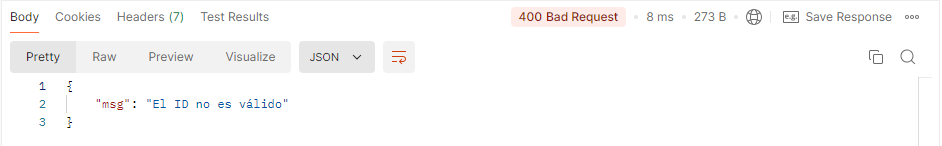 Body Cookies Headers (7) Test Results 400 Bad Request • 8 ms • 273 B e.g. Save Response
Pretty Raw Preview Visualize JSON
1 {
2 "msg": "El ID no es válido"
3 }